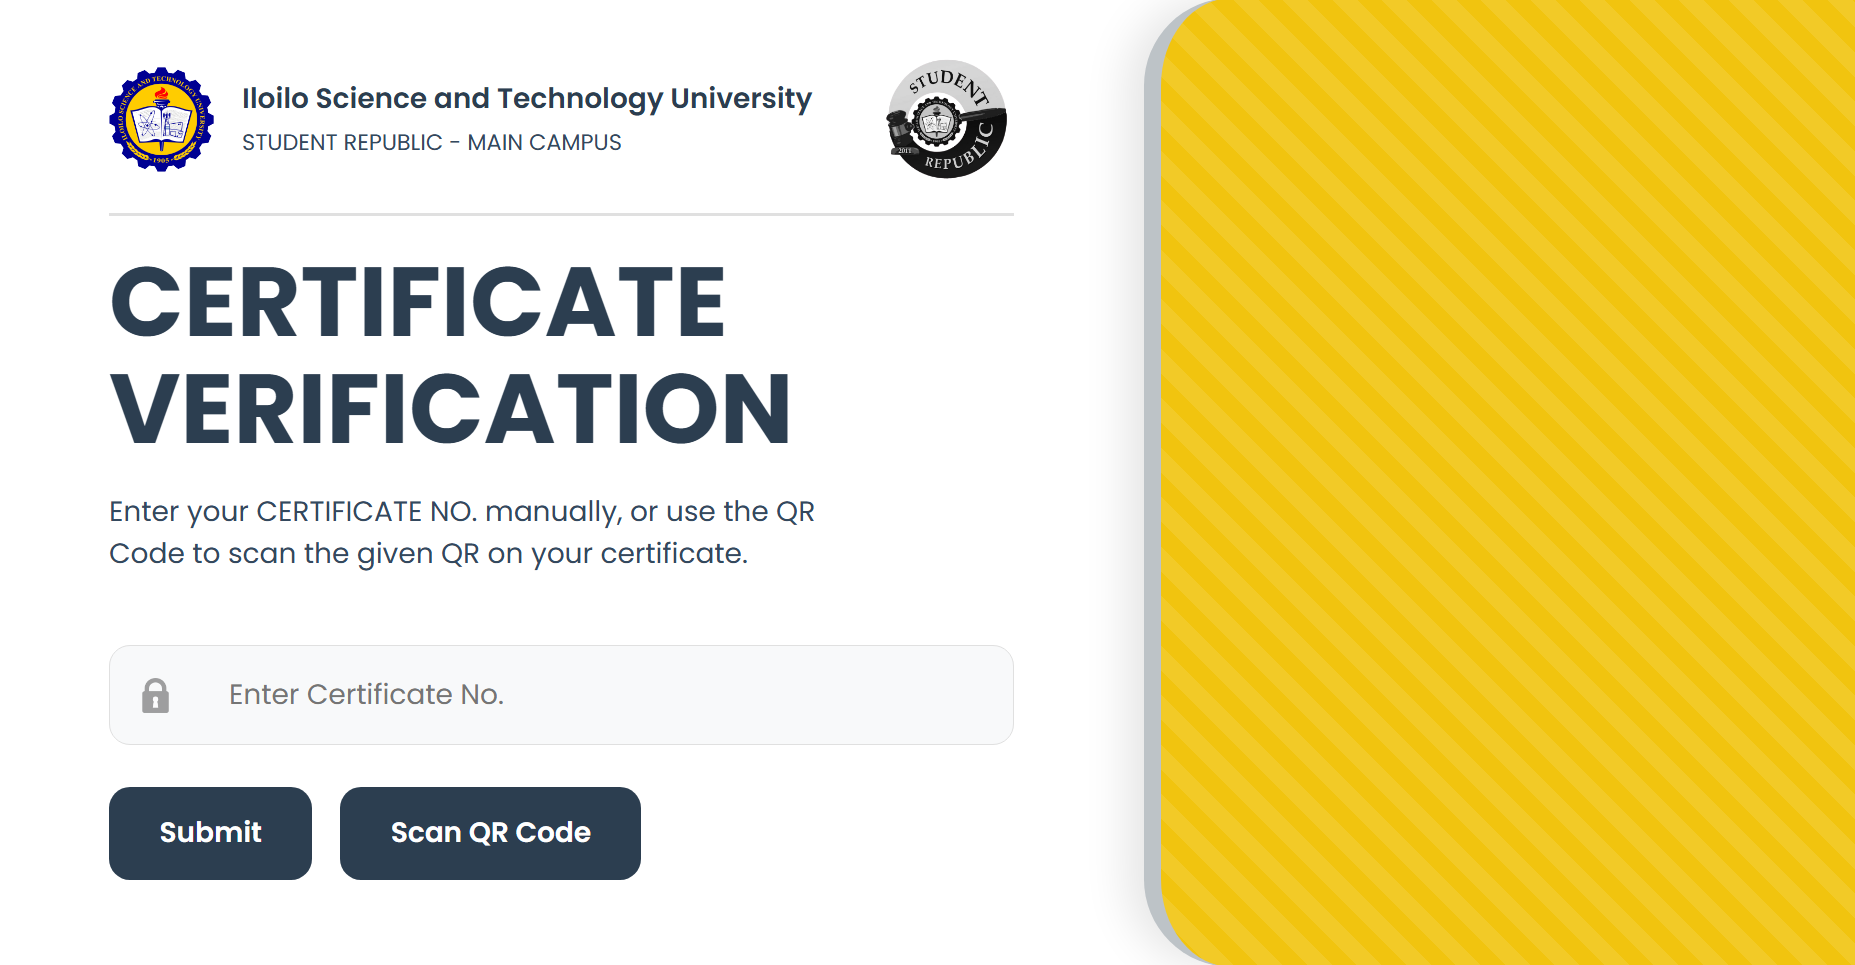 ILOILO SCIENCE AND TECHNOLOGY UNIVERSITY
1905
Iloilo Science and Technology University
STUDENT REPUBLIC - MAIN CAMPUS
STUDENT
REPUBLIC
2011
CERTIFICATE
VERIFICATION
Enter your CERTIFICATE NO. manually, or use the QR
Code to scan the given QR on your certificate.
Enter Certificate No.
Submit
Scan QR Code